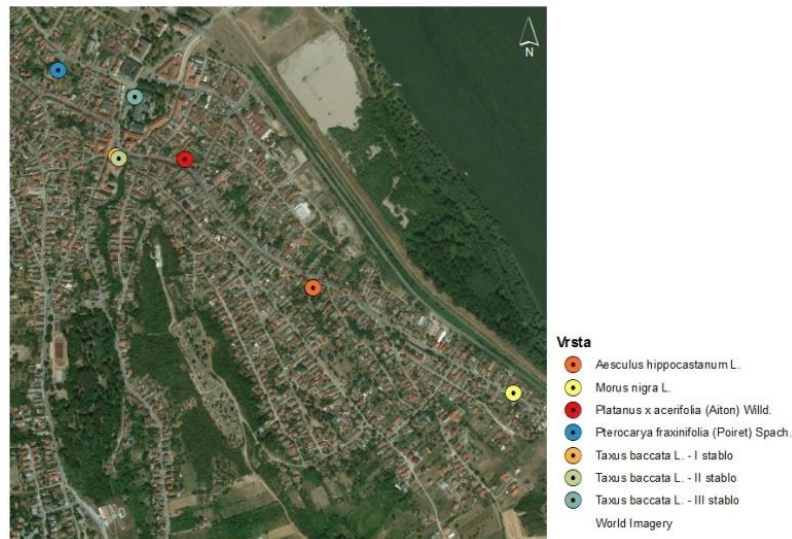 N
Vrsta
Aesculus hippocastanum L.
Morus nigra L.
Platanus x acerifolia (Aiton) Willd.
Pterocarya fraxinifolia (Poiret) Spach.
Taxus baccata L. - I stablo
Taxus baccata L. - II stablo
Taxus baccata L. - III stablo
World Imagery